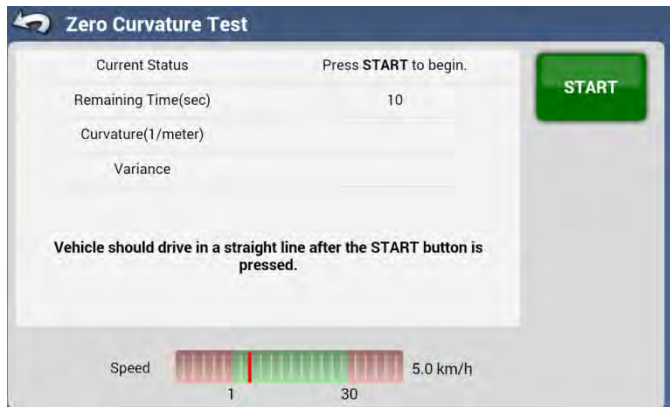 Zero Curvature Test
Current Status Press START to begin.
START
Remaining Time(sec) 10
Curvature(1/meter)
Variance
Vehicle should drive in a straight line after the START button is
pressed.
Speed 5.0 km/h
1 30